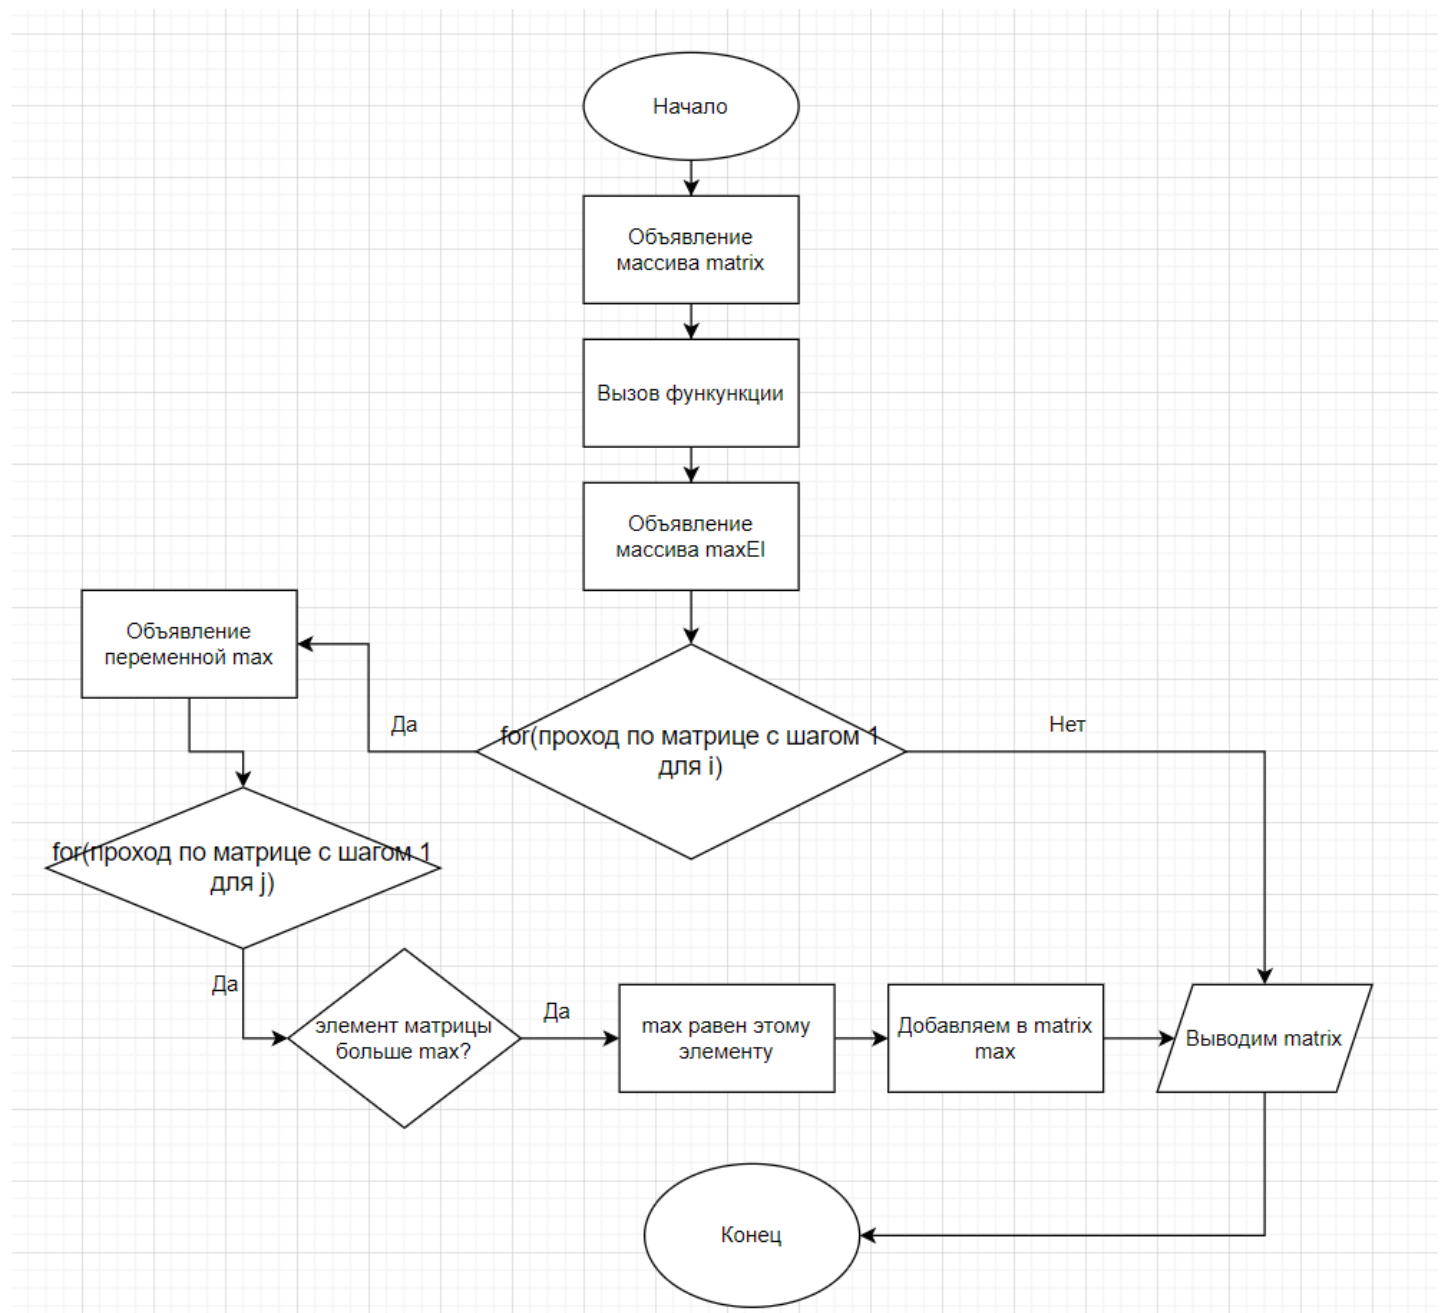 Начало
Объявление
массива matrix
Вызов функункции
Объявление
массива maxEl
Объявление
переменной max
Да
for(проход по матрице с шагом 1
для i)
Нет
for(проход по матрице с шагом 1
для j)
Да
элемент матрицы
больше max?
Да
max равен этому
элементу
Добавляем в matrix
max
Выводим matrix
Конец